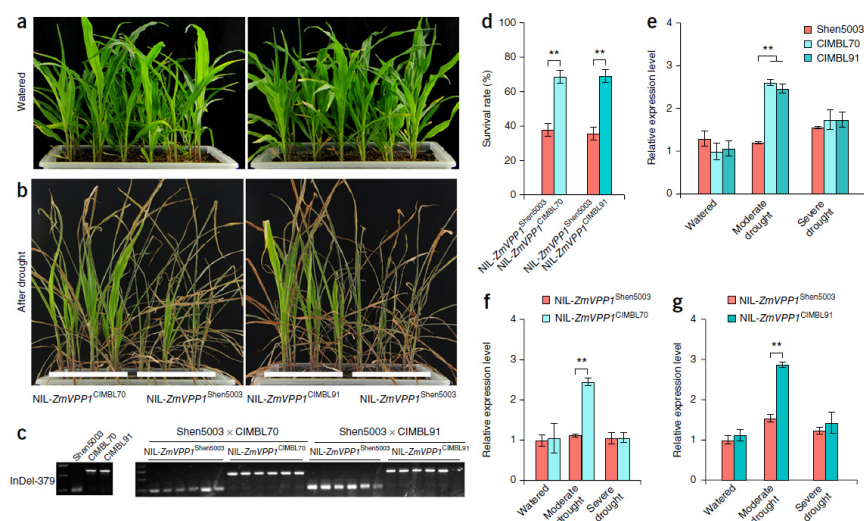 a
Watered
b
After drought
NIL-ZmVPP1CIMBL70
NIL-ZmVPP1Shen5003
NIL-ZmVPP1CIMBL91
NIL-ZmVPP1Shen5003
c
Shen5003
CIMBL70
CIMBL91
InDel-379
Shen5003 × CIMBL70
Shen5003 × CIMBL91
NIL-ZmVPP1Shen5003
NIL-ZmVPP1CIMBL70
NIL-ZmVPP1Shen5003
NIL-ZmVPP1CIMBL91
d
Survival rate (%)
100
80
60
40
20
0
**
**
NIL-ZmVPP1Shen5003
NIL-ZmVPP1CIMBL70
NIL-ZmVPP1Shen5003
NIL-ZmVPP1CIMBL91
e
Shen5003
CIMBL70
CIMBL91
Relative expression level
4
3
2
1
0
**
Watered
Moderate
drought
Severe
drought
f
NIL-ZmVPP1Shen5003
NIL-ZmVPP1CIMBL70
Relative expression level
4
3
2
1
0
**
Watered
Moderate
drought
Severe
drought
g
NIL-ZmVPP1Shen5003
NIL-ZmVPP1CIMBL91
Relative expression level
4
3
2
1
0
**
Watered
Moderate
drought
Severe
drought